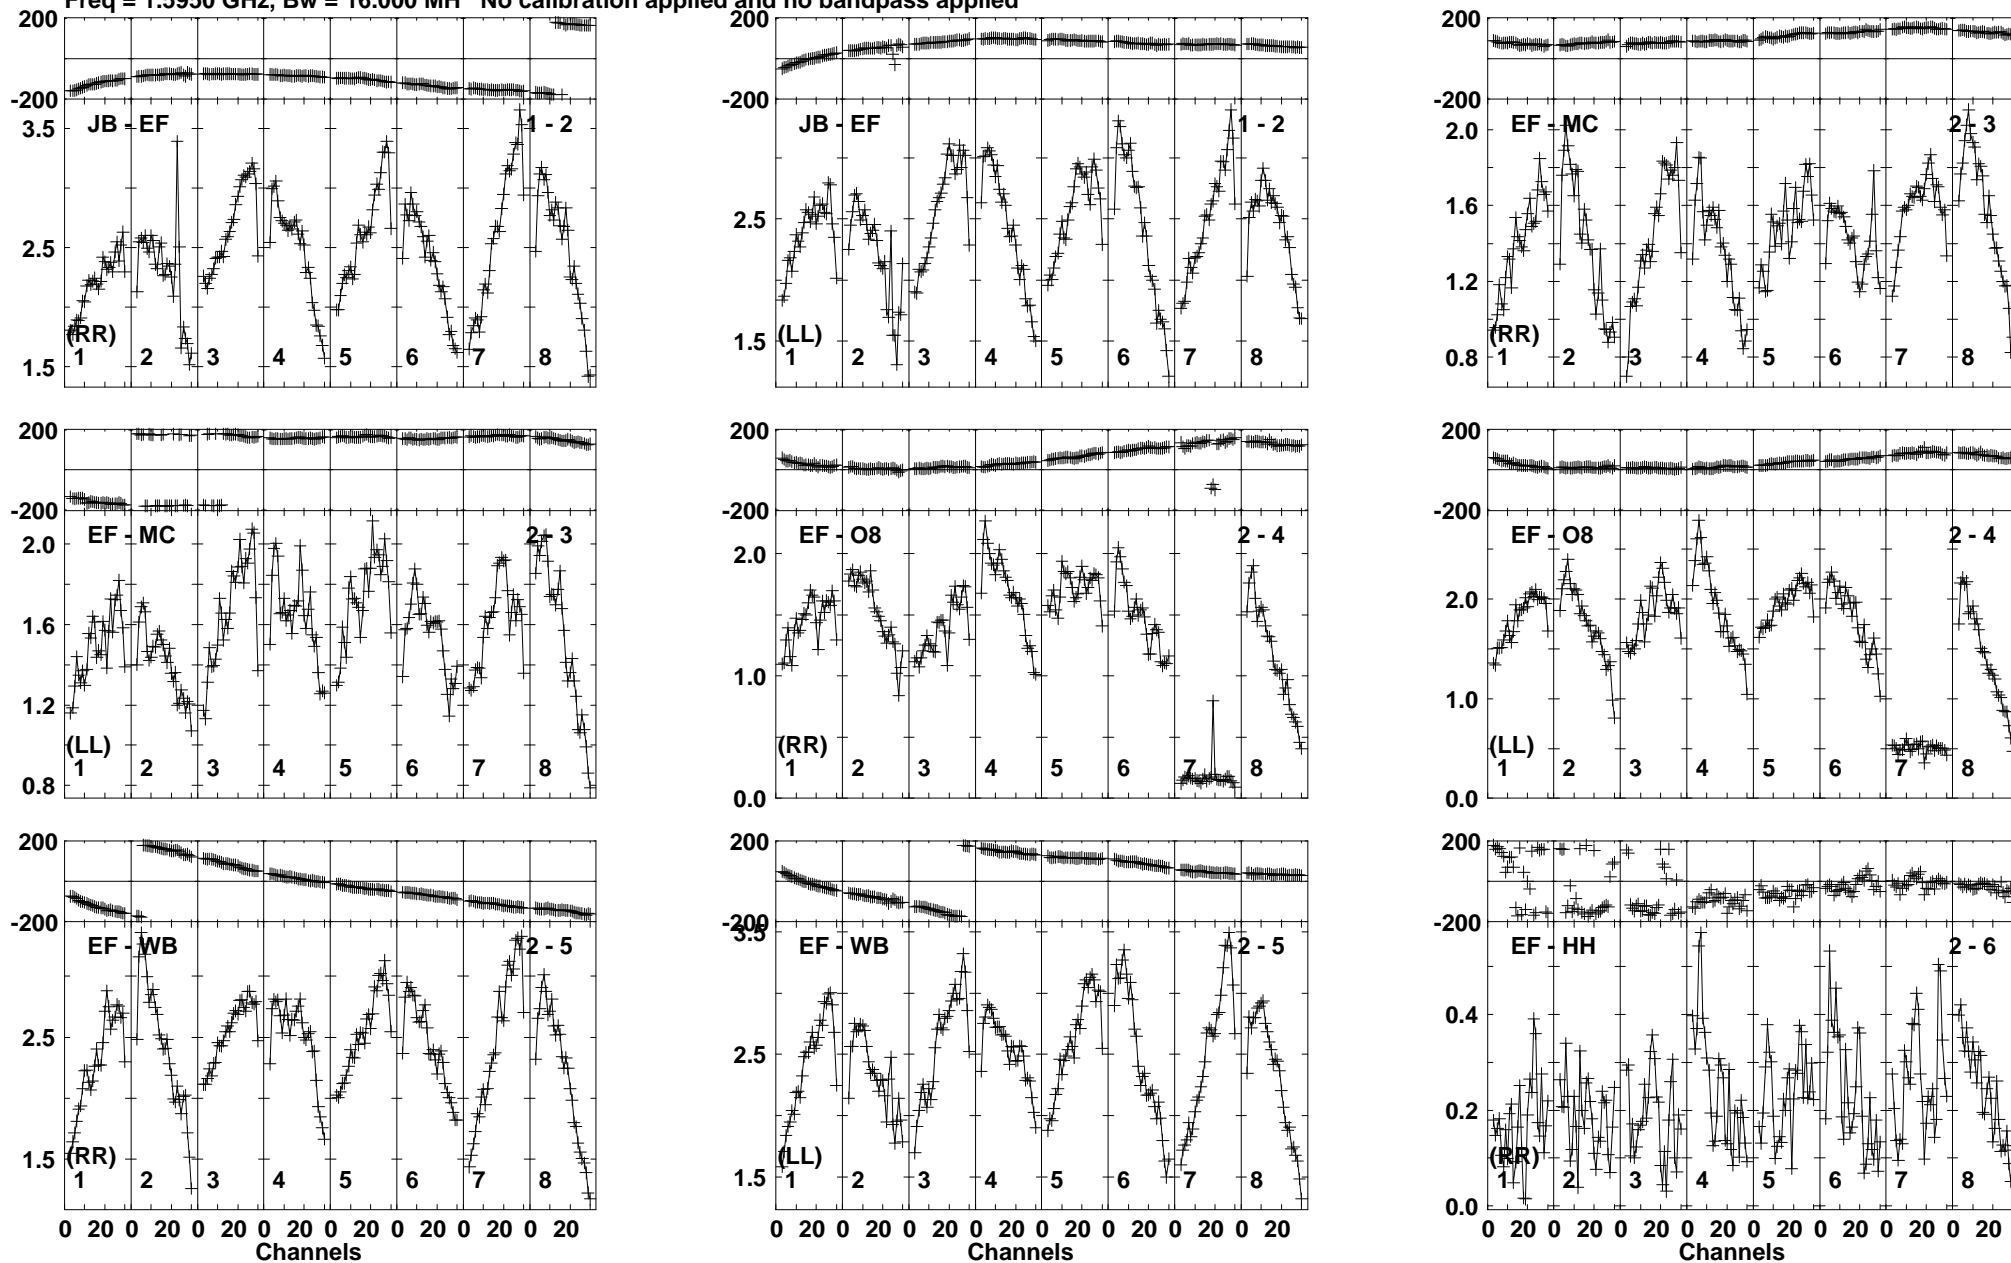 Freq = 1.5950 GHz, Bw = 16.000 MH No calibration applied and no bandpass applied
200
-200
JB - EF
1 - 2
3.5
2.5
1.5
(RR)
1 2 3 4 5 6 7 8
200
-200
JB - EF
1 - 2
2.5
1.5
(LL)
1 2 3 4 5 6 7 8
200
-200
EF - MC
2 - 3
2.0
1.6
1.2
0.8
(RR)
1 2 3 4 5 6 7 8
200
-200
EF - MC
2 - 3
2.0
1.6
1.2
0.8
(LL)
1 2 3 4 5 6 7 8
200
-200
EF - O8
2 - 4
2.0
1.0
0.0
(RR)
1 2 3 4 5 6 7 8
200
-200
EF - O8
2 - 4
2.0
1.0
0.0
(LL)
1 2 3 4 5 6 7 8
200
-200
EF - WB
2 - 5
2.5
1.5
(RR)
1 2 3 4 5 6 7 8
0 20 0 20 0 20 0 20 0 20 0 20 0 20 0 20
Channels
200
-200
3.5
EF - WB
2 - 5
2.5
1.5
(LL)
1 2 3 4 5 6 7 8
0 20 0 20 0 20 0 20 0 20 0 20 0 20 0 20
Channels
200
-200
EF - HH
2 - 6
0.4
0.2
0.0
(RR)
1 2 3 4 5 6 7 8
0 20 0 20 0 20 0 20 0 20 0 20 0 20 0 20
Channels